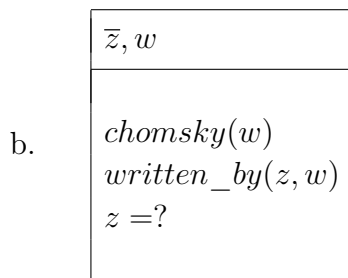 z̅, w
b.
chomsky(w)
written_by(z, w)
z =?